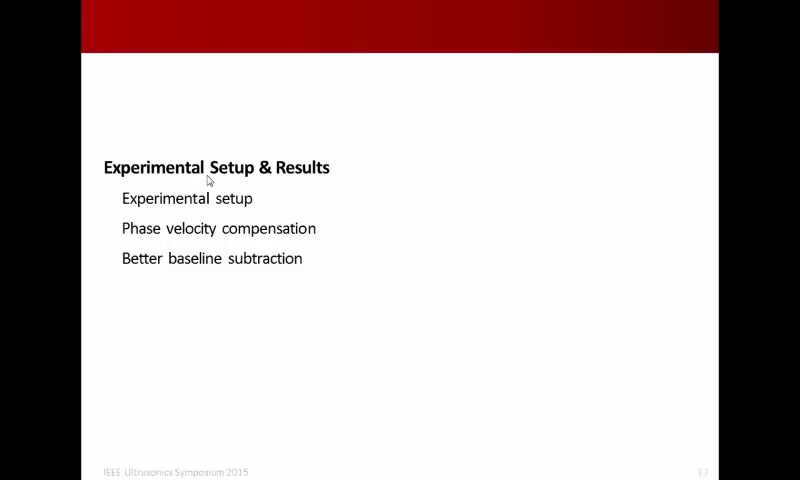 Experimental Setup & Results
Experimental setup
Phase velocity compensation
Better baseline subtraction
IEEE Ultrasonics Symposium 2015